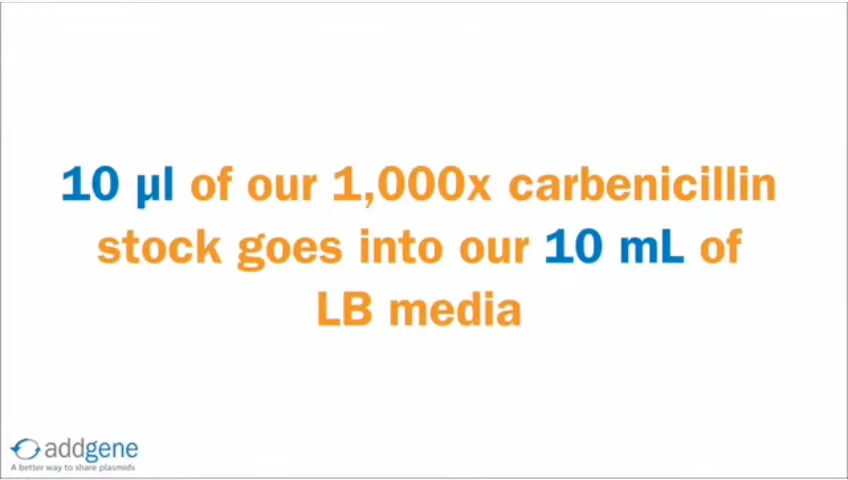 10 µl of our 1,000x carbenicillin
stock goes into our 10 mL of
LB media
addgene
A better way to share plasmids